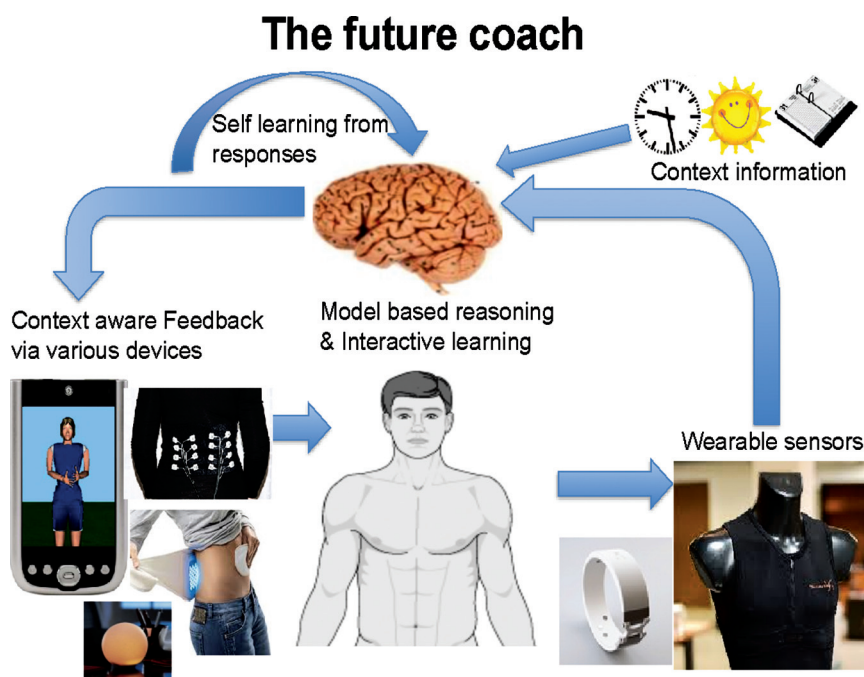 The future coach
Self learning from
responses
Context information
Model based reasoning
& Interactive learning
Context aware Feedback
via various devices
Wearable sensors